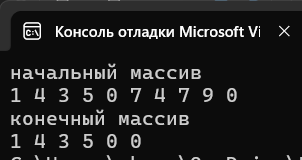 Консоль отладки Microsoft Vi
начальный массив
1 4 3 5 0 7 4 7 9 0
конечный массив
1 4 3 5 0 0